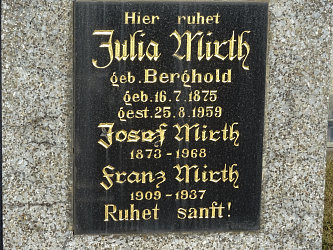 Hier ruhet
Julia Mirth
geb. Berghold
geb. 16.7.1875
gest. 25.8.1959
Josef Mirth
1873-1968
Franz Mirth
1909-1937
Ruhet sanft!